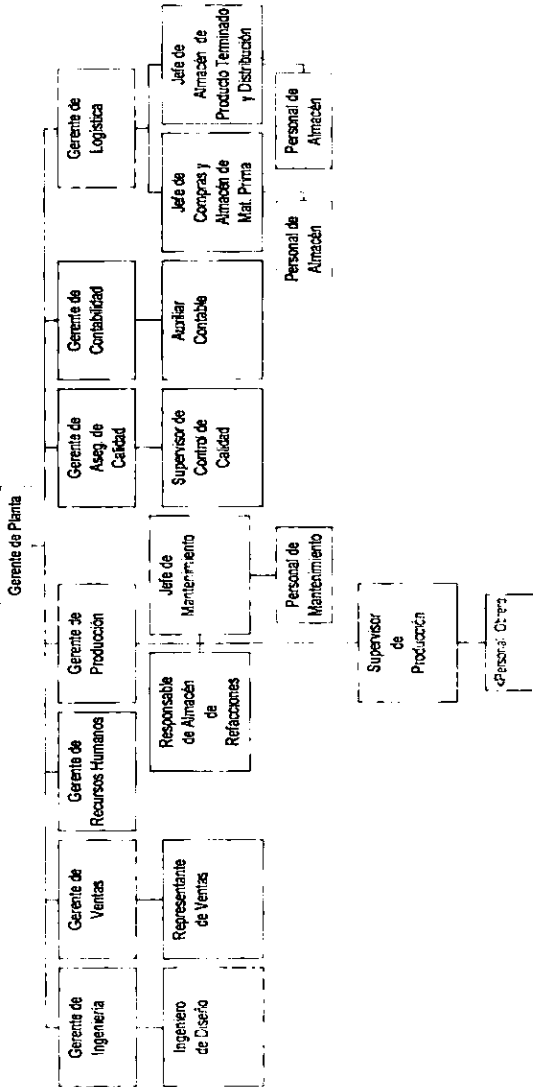 Gerente de Planta
Gerente de
Ingeniería
Gerente de
Ventas
Gerente de
Recursos Humanos
Gerente de
Producción
Gerente de
Aseg. de
Calidad
Gerente de
Contabilidad
Gerente de
Logística
Ingeniero
de Diseño
Representante
de Ventas
Responsable
de Almacén
de
Refacciones
Jefe de
Mantenimiento
Supervisor de
Control de
Calidad
Auxiliar
Contable
Jefe de
Compras y
Almacén de
Mat. Prima
Jefe de
Almacén de
Producto Terminado
y Distribución
Personal de
Mantenimiento
Personal de
Almacén
Personal de
Almacén
Supervisor
de
Producción
<Personal Obrero